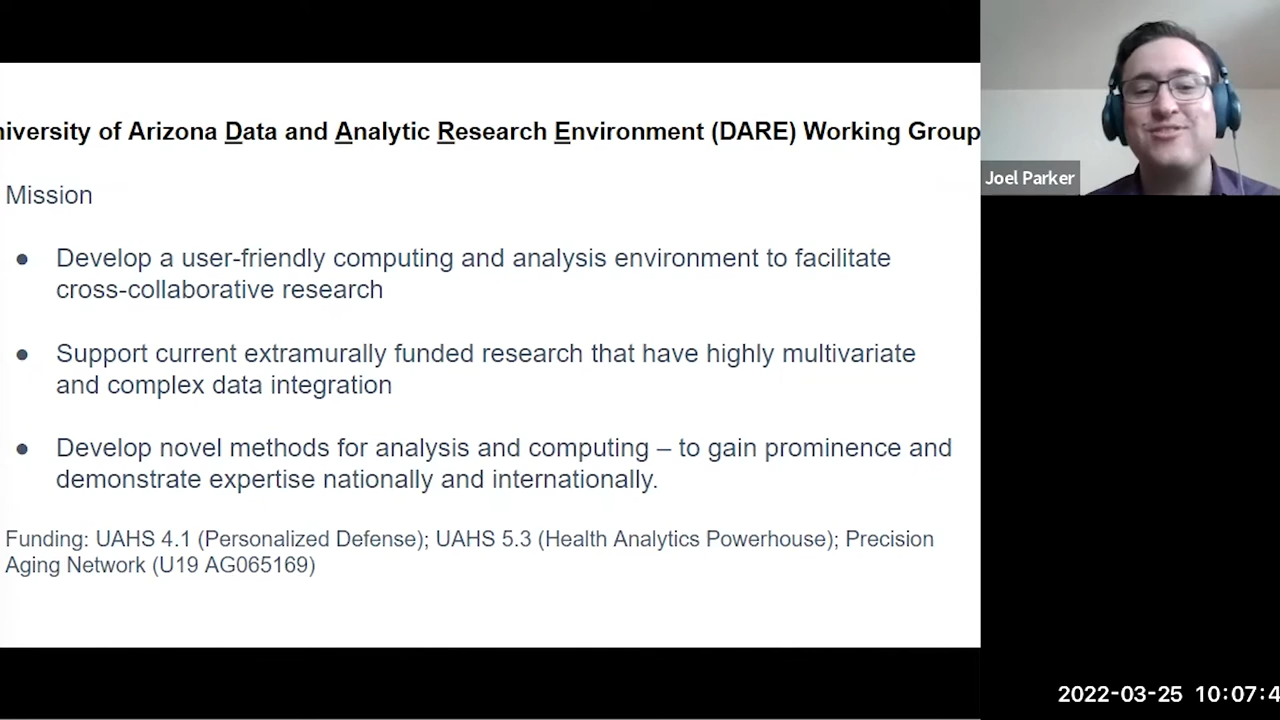 niversity of Arizona Data and Analytic Research Environment (DARE) Working Group
Joel Parker
Mission
● Develop a user-friendly computing and analysis environment to facilitate
cross-collaborative research
● Support current extramurally funded research that have highly multivariate
and complex data integration
● Develop novel methods for analysis and computing – to gain prominence and
demonstrate expertise nationally and internationally.
Funding: UAHS 4.1 (Personalized Defense); UAHS 5.3 (Health Analytics Powerhouse); Precision
Aging Network (U19 AG065169)
2022-03-25 10:07:4